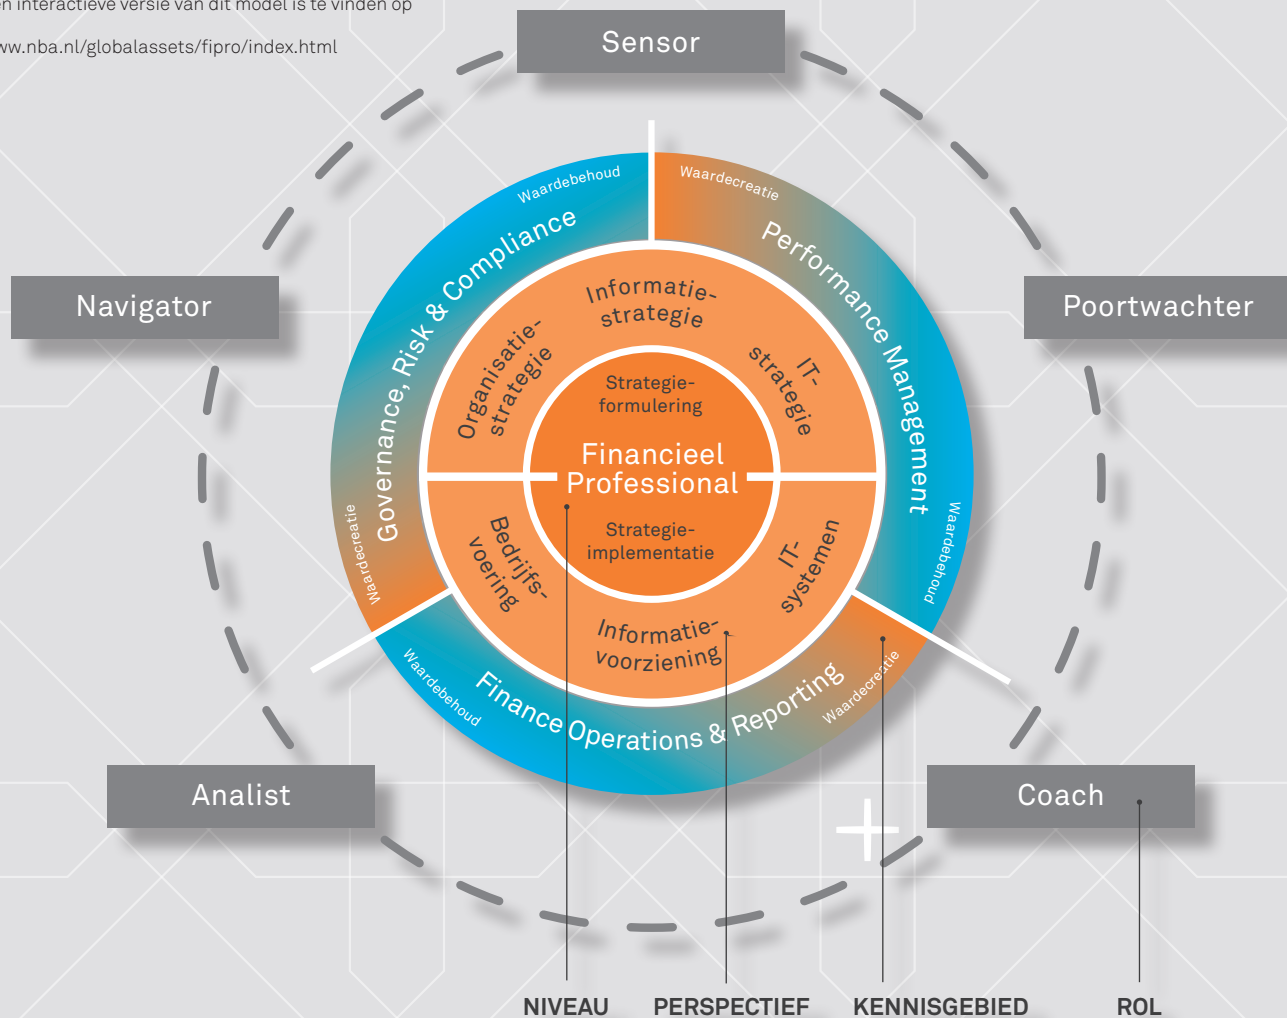 en interactieve versie van dit model is te vinden op
ww.nba.nl/globalassets/fipro/index.html
Sensor
Navigator
Poortwachter
Analist
Coach
Waardebehoud
Governance, Risk & Compliance
Waardecreatie
Waardecreatie
Performance Management
Waardebehoud
Waardebehoud
Finance Operations & Reporting
Waardecreatie
Organisatie-
strategie
Informatie-
strategie
IT-
strategie
Strategie-
formulering
Financieel
Professional
Strategie-
implementatie
Bedrijfs-
voering
Informatie-
voorziening
IT-
systemen
NIVEAU
PERSPECTIEF
KENNISGEBIED
ROL